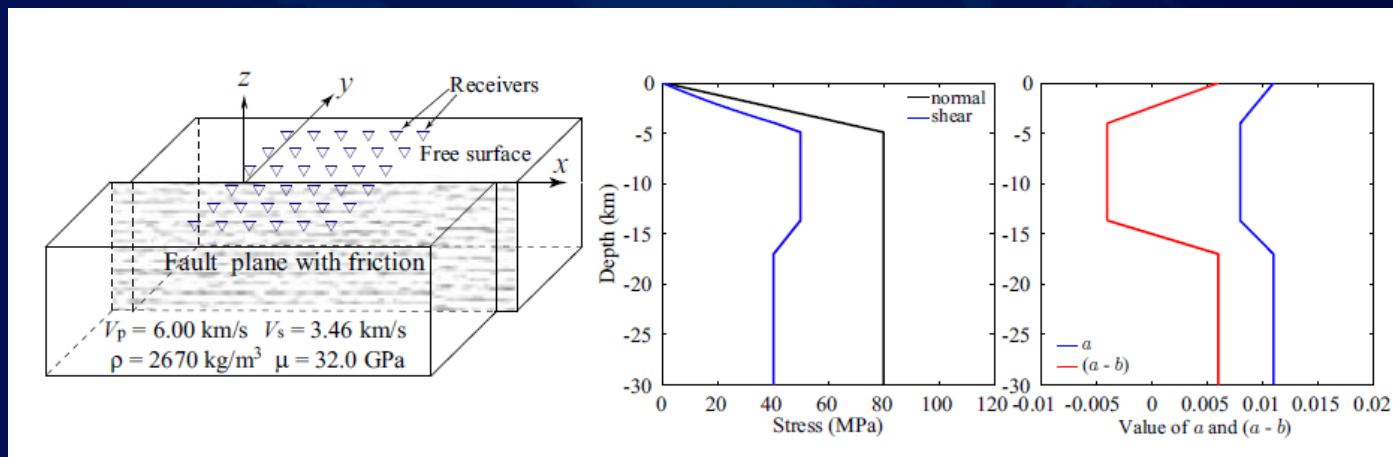 z
y
Receivers
Free surface
x
Fault plane with friction
Vp = 6.00 km/s Vs = 3.46 km/s
ρ = 2670 kg/m³ μ = 32.0 GPa
0
-5
-10
-15
-20
-25
-30
Depth (km)
normal
shear
0 20 40 60 80 100 120
Stress (MPa)
0
-5
-10
-15
-20
-25
-30
a
(a - b)
-0.01 -0.005 0 0.005 0.01 0.015 0.02
Value of a and (a - b)